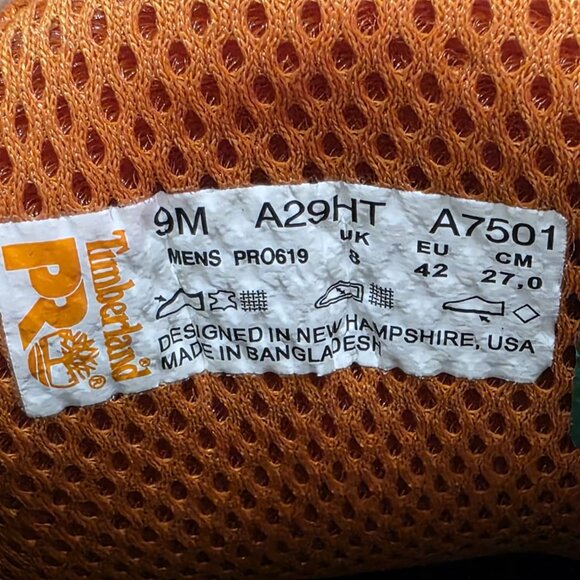 Timberland®
PRO®
9M A29HT A7501
MENS PRO619 UK EU CM
8 42 27,0
DESIGNED IN NEW HAMPSHIRE, USA
MADE IN BANGLADESH